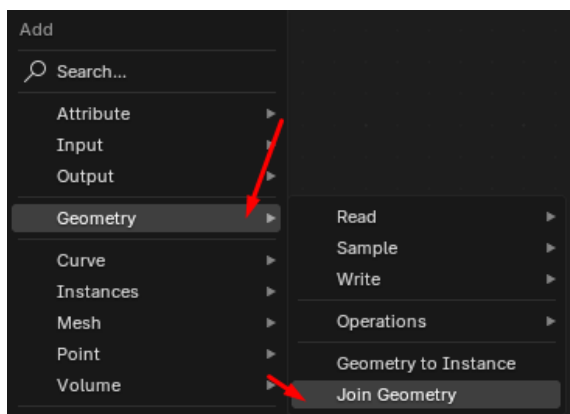 Add
Search...
Attribute
Input
Output
Geometry
Curve
Instances
Mesh
Point
Volume
Read
Sample
Write
Operations
Geometry to Instance
Join Geometry